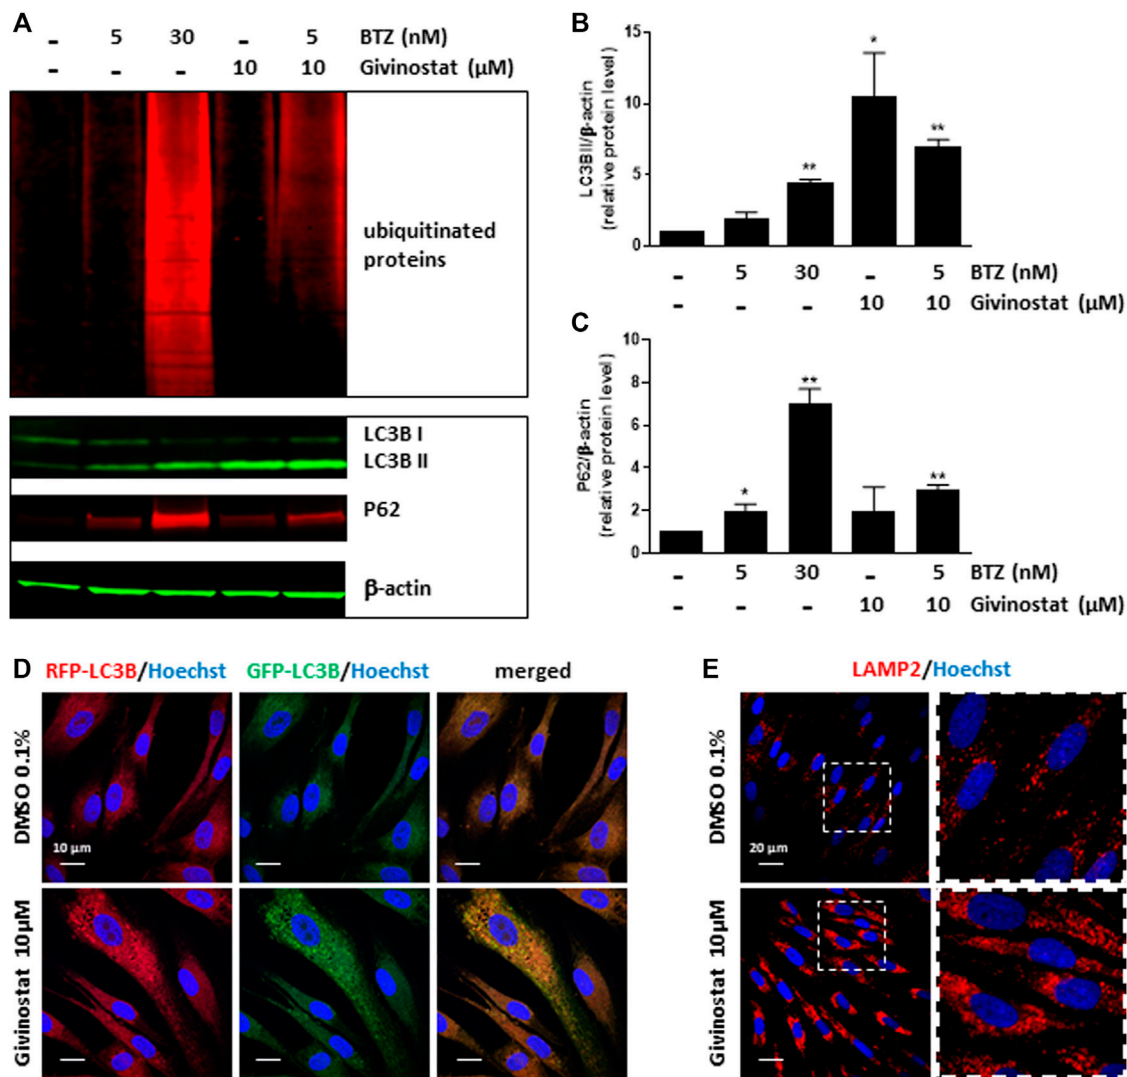 A
- 5 30 - 5 BTZ (nM)
- - - 10 10 Givinostat (µM)
ubiquitinated
proteins
LC3B I
LC3B II
P62
β-actin
B
LC3BII/β-actin
(relative protein level)
15
10
5
0
* ** **
- 5 30 - 5 BTZ (nM)
- - - 10 10 Givinostat (µM)
C
P62/β-actin
(relative protein level)
10
8
6
4
2
0
* ** **
- 5 30 - 5 BTZ (nM)
- - - 10 10 Givinostat (µM)
D
RFP-LC3B/Hoechst GFP-LC3B/Hoechst merged
DMSO 0.1%
10 µm
Givinostat 10µM
E
LAMP2/Hoechst
DMSO 0.1%
20 µm
Givinostat 10µM